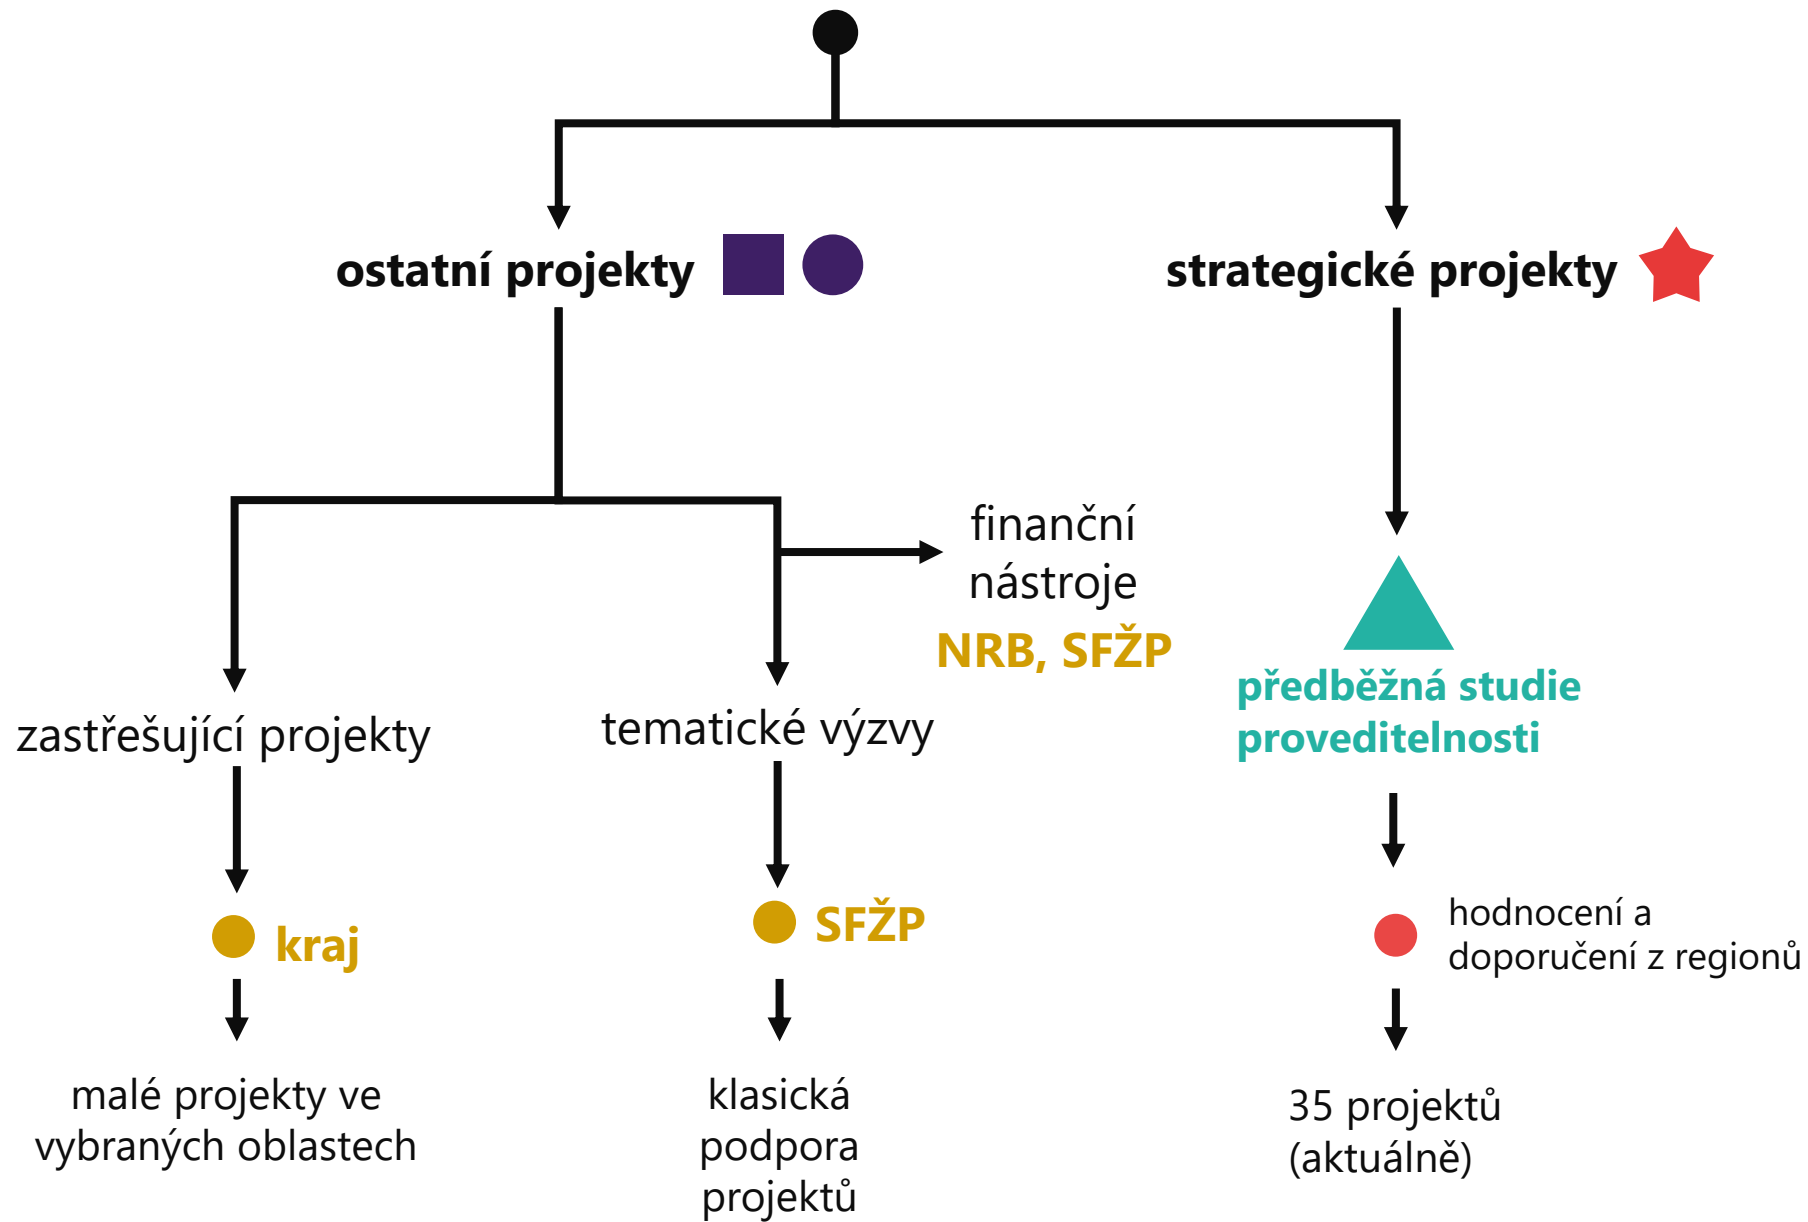 ostatní projekty
strategické projekty
finanční
nástroje
NRB, SFŽP
předběžná studie
proveditelnosti
zastřešující projekty
tematické výzvy
kraj
SFŽP
hodnocení a
doporučení z regionů
malé projekty ve
vybraných oblastech
klasická
podpora
projektů
35 projektů
(aktuálně)